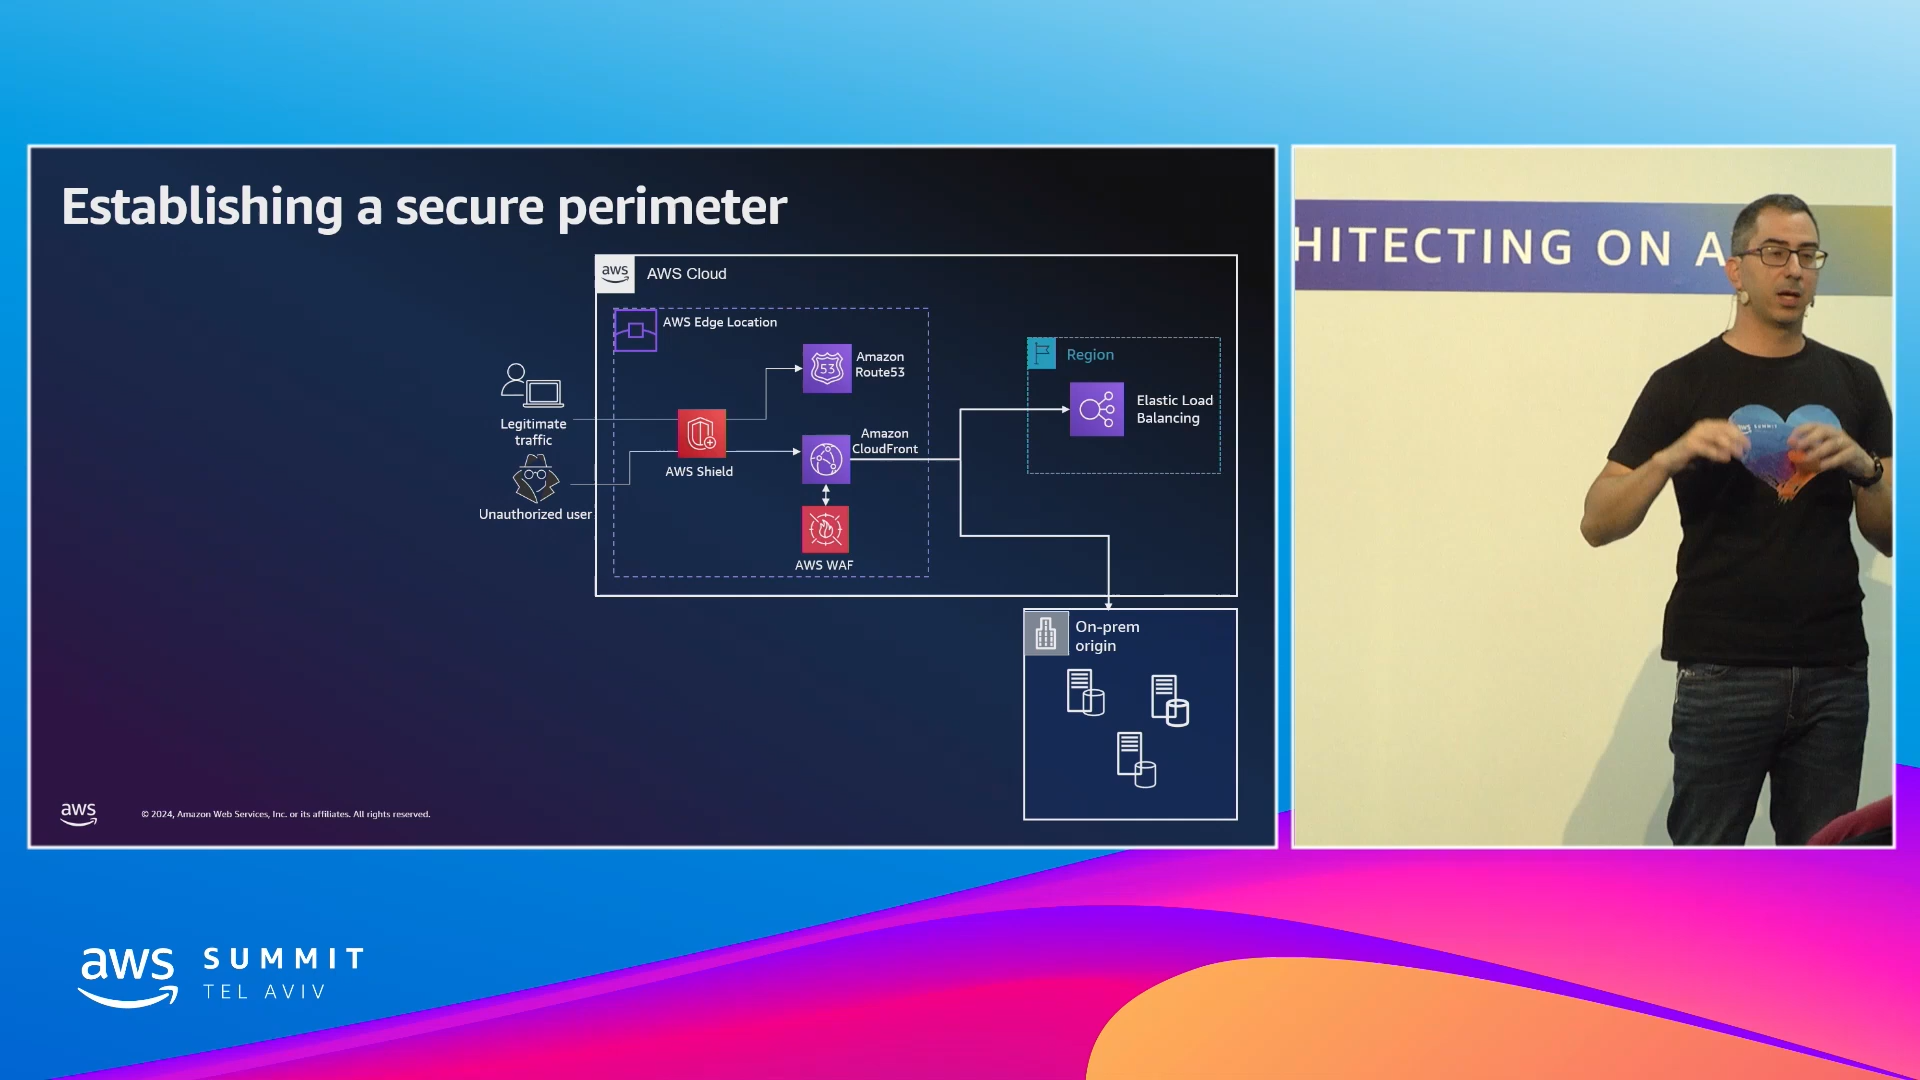 Establishing a secure perimeter
aws
AWS Cloud
AWS Edge Location
Amazon
Route53
53
Region
Elastic Load
Balancing
Legitimate
traffic
AWS Shield
Amazon
CloudFront
Unauthorized user
AWS WAF
On-prem
origin
aws
© 2024, Amazon Web Services, Inc. or its affiliates. All rights reserved.
HITECTING ON A
aws
SUMMIT
TEL AVIV